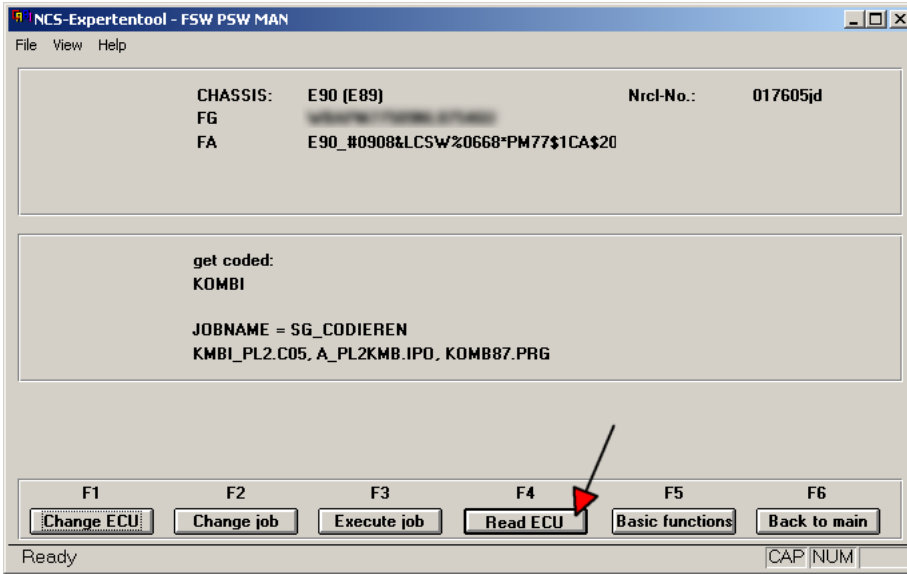 NCS-Expertentool - FSW PSW MAN
File View Help
CHASSIS: E90 (E89) Nrcl-No.: 017605jd
FG
FA E90_#0908&LCSW%0668*PM77$1CA$20
get coded:
KOMBI
JOBNAME = SG_CODIEREN
KMBI_PL2.C05, A_PL2KMB.IPO, KOMB87.PRG
F1 F2 F3 F4 F5 F6
Change ECU Change job Execute job Read ECU Basic functions Back to main
Ready CAP NUM